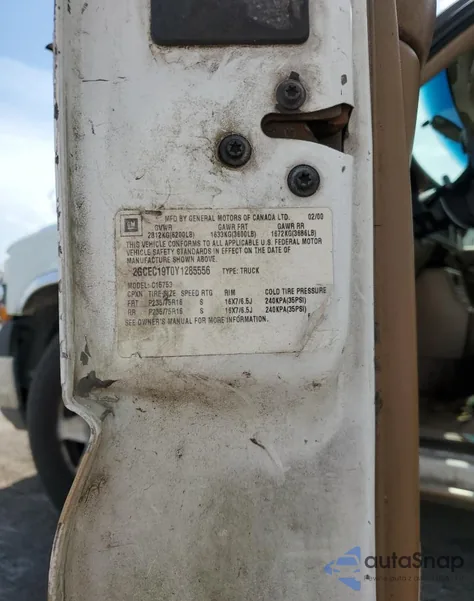 GM MFD BY GENERAL MOTORS OF CANADA LTD. 02/00
GVWR GAWR FRT GAWR RR
2812KG(6200LB) 1633KG(3600LB) 1672KG(3686LB)
THIS VEHICLE CONFORMS TO ALL APPLICABLE U.S. FEDERAL MOTOR
VEHICLE SAFETY STANDARDS IN EFFECT ON THE DATE OF
MANUFACTURE SHOWN ABOVE.
2GCEC19T0Y1285556 TYPE: TRUCK
MODEL: C15753
TIRE SIZE SPEED RTG RIM COLD TIRE PRESSURE
FRT P235/75R16 S 16X7/6.5J 240KPA(35PSI)
RR P235/75R16 S 16X7/6.5J 240KPA(35PSI)
SEE OWNER'S MANUAL FOR MORE INFORMATION.
autaSnap